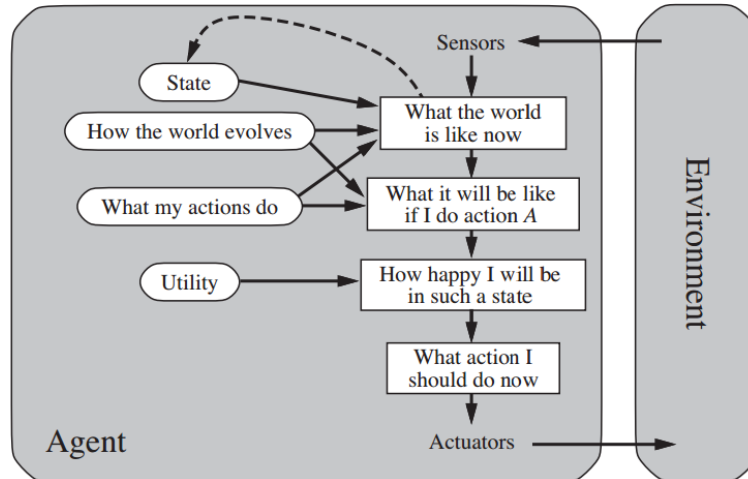 Sensors
State
What the world
is like now
How the world evolves
What my actions do
What it will be like
if I do action A
Utility
How happy I will be
in such a state
What action I
should do now
Agent
Actuators
Environment